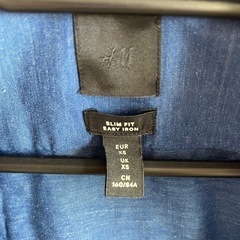 H&M
SLIM FIT
EASY IRON
EUR
XS
UK
XS
CN
160/84A